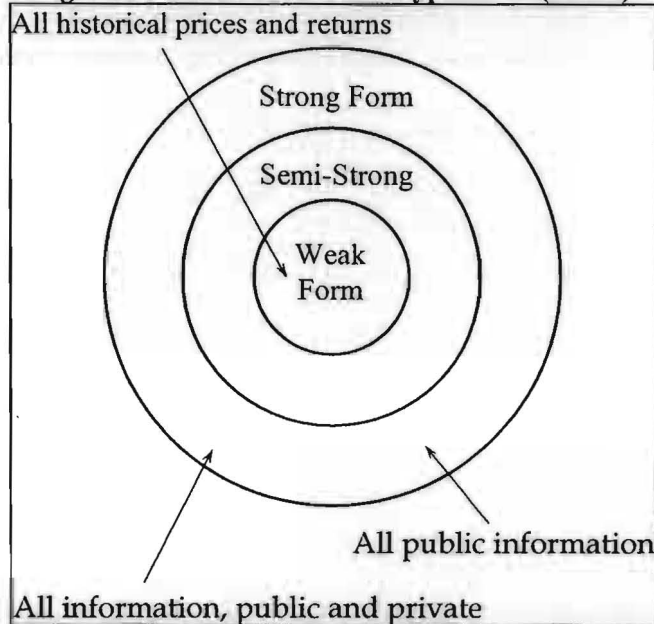 All historical prices and returns
Strong Form
Semi-Strong
Weak
Form
All public information
All information, public and private